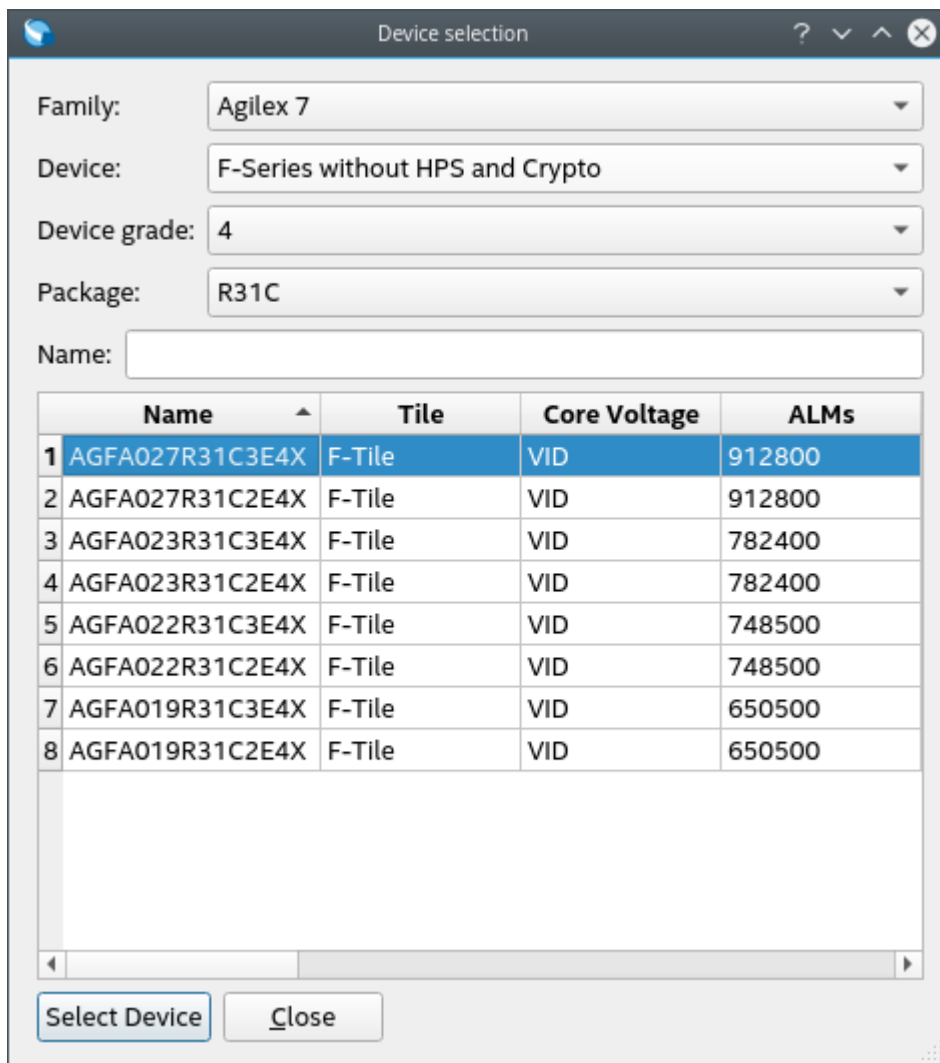 Device selection
Family: Agilex 7
Device: F-Series without HPS and Crypto
Device grade: 4
Package: R31C
Name:
Name Tile Core Voltage ALMs
1 AGFA027R31C3E4X F-Tile VID 912800
2 AGFA027R31C2E4X F-Tile VID 912800
3 AGFA023R31C3E4X F-Tile VID 782400
4 AGFA023R31C2E4X F-Tile VID 782400
5 AGFA022R31C3E4X F-Tile VID 748500
6 AGFA022R31C2E4X F-Tile VID 748500
7 AGFA019R31C3E4X F-Tile VID 650500
8 AGFA019R31C2E4X F-Tile VID 650500
Select Device Close